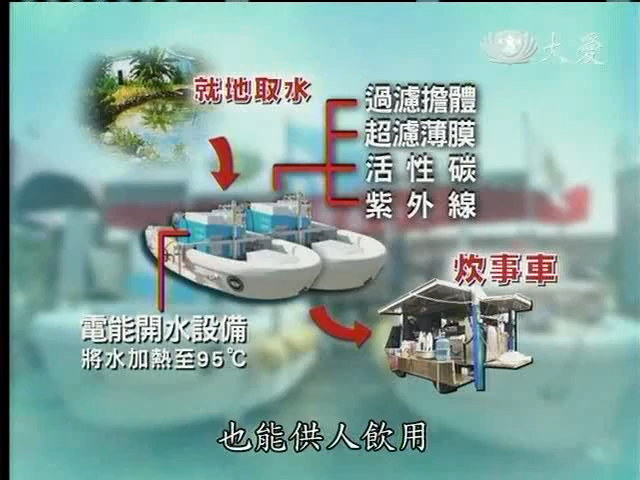 大愛
就地取水
過濾擔體
超濾薄膜
活性碳
紫外線
炊事車
電能開水設備
將水加熱至95℃
也能供人飲用